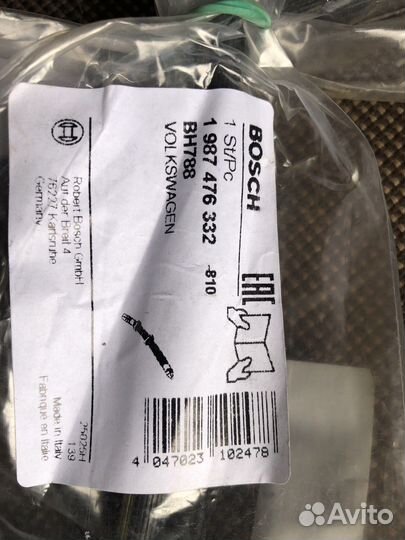 BOSCH
1 St/Pc
1 987 476 332
-810
BH788
VOLKSWAGEN
EAC
Robert Bosch GmbH
Auf der Breit 4
76227 Karlsruhe
Germany
Made in Italy
Fabriqué en Italie
139
4 047023 102478
Avito